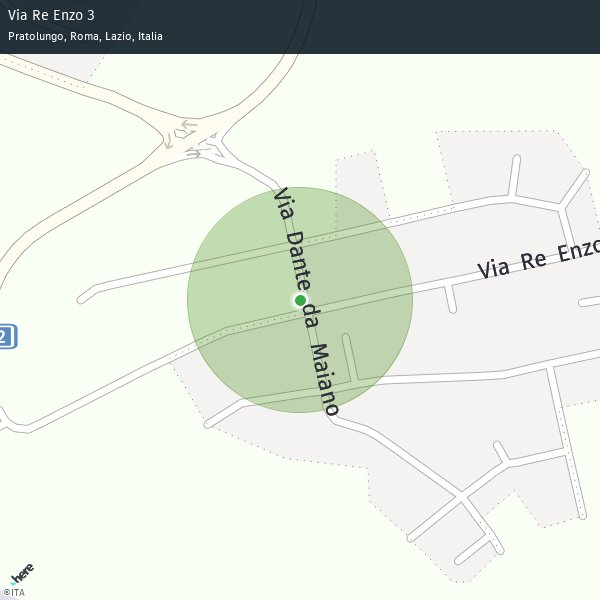 Via Re Enzo 3
Pratolungo, Roma, Lazio, Italia
Via Dante da Maiano
Via Re Enzo
2
here
©ITA